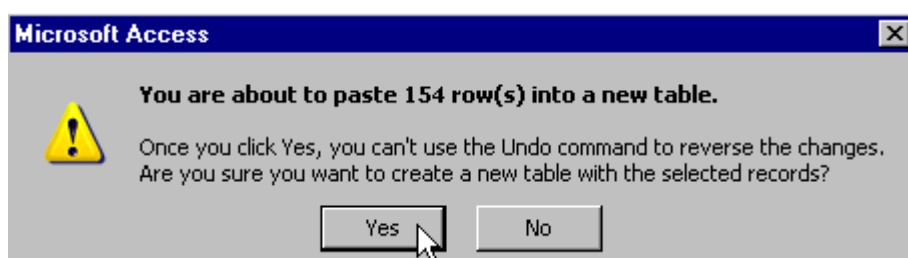 Microsoft Access
You are about to paste 154 row(s) into a new table.
Once you click Yes, you can't use the Undo command to reverse the changes.
Are you sure you want to create a new table with the selected records?
Yes No